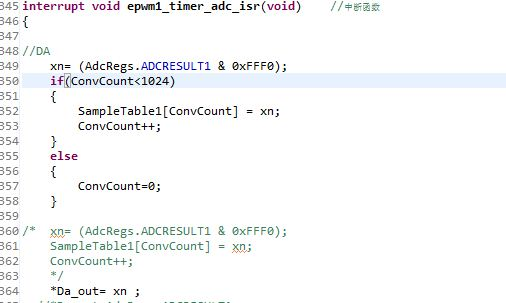 345 interrupt void epwm1_timer_adc_isr(void)    //中断函数
346 {
347
348 //DA
349     xn= (AdcRegs.ADCRESULT1 & 0xFFF0);
350     if(ConvCount<1024)
351     {
352         SampleTable1[ConvCount] = xn;
353         ConvCount++;
354     }
355     else
356     {
357         ConvCount=0;
358     }
359
360 /*  xn= (AdcRegs.ADCRESULT1 & 0xFFF0);
361     SampleTable1[ConvCount] = xn;
362     ConvCount++;
363     */
364     *Da_out= xn ;